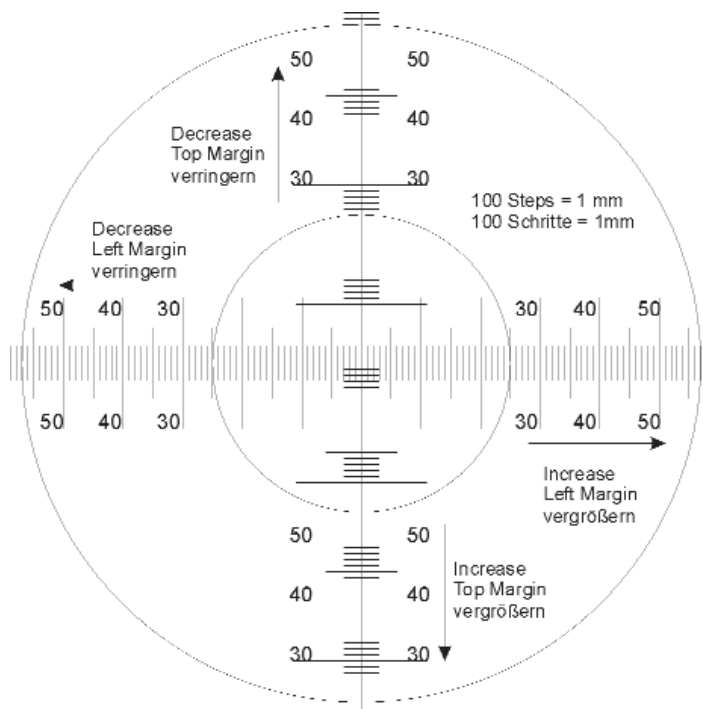 50 50
40 40
Decrease
Top Margin
verringern
30 30
100 Steps = 1 mm
100 Schritte = 1mm
Decrease
Left Margin
verringern
50 40 30 30 40 50
50 40 30 30 40 50
Increase
Left Margin
vergrößern
50 50
Increase
Top Margin
vergrößern
40 40
30 30